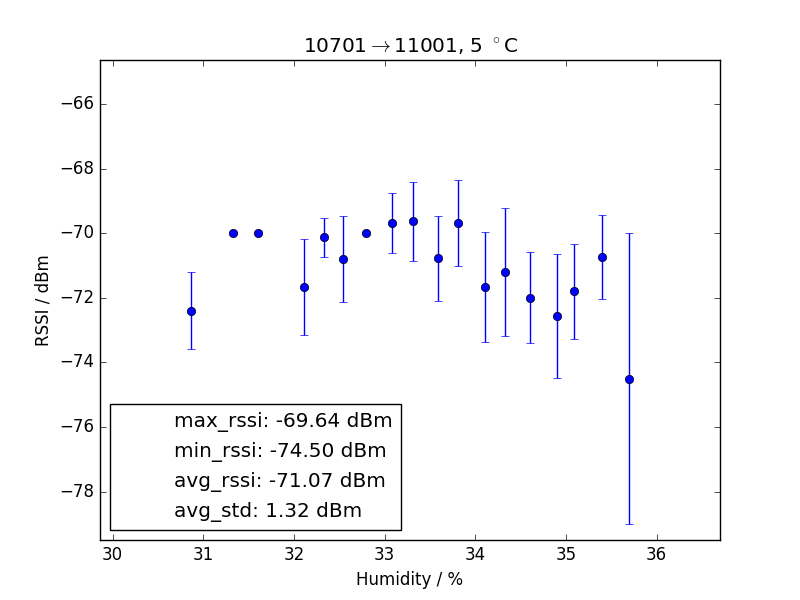 10701→11001, 5 °C
RSSI / dBm
−66
−68
−70
−72
−74
−76
−78
max_rssi: -69.64 dBm
min_rssi: -74.50 dBm
avg_rssi: -71.07 dBm
avg_std: 1.32 dBm
30 31 32 33 34 35 36
Humidity / %